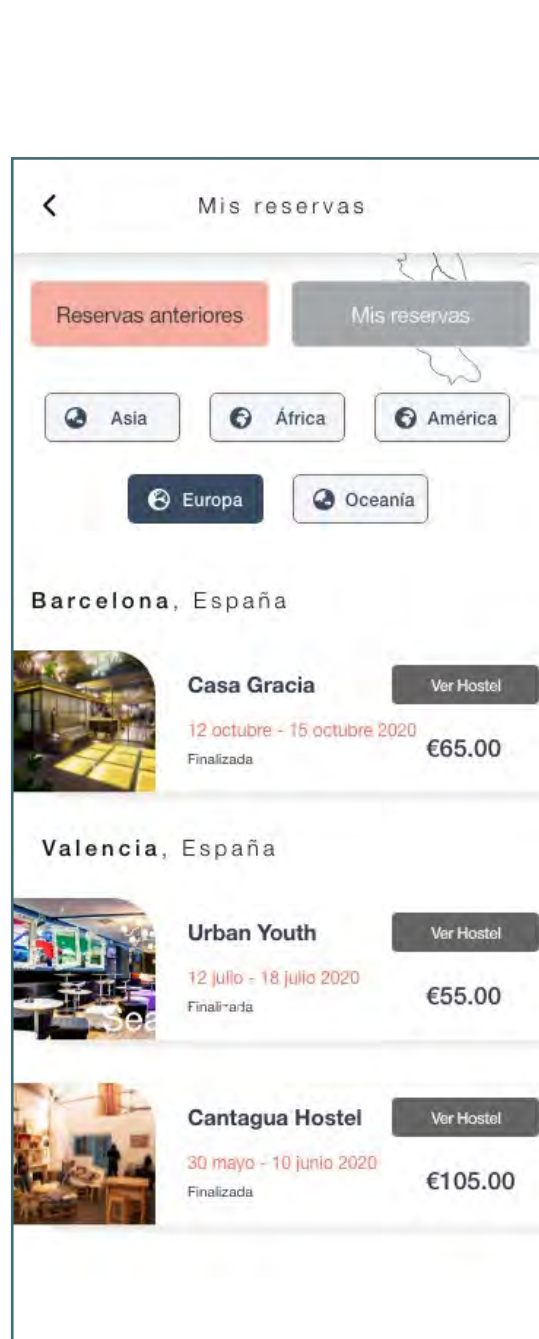 Mis reservas
Reservas anteriores
Mis reservas
Asia
África
América
Europa
Oceanía
Barcelona, España
Casa Gracia
Ver Hostel
12 octubre - 15 octubre 2020
€65.00
Finalizada
Valencia, España
Urban Youth
Ver Hostel
12 julio - 18 julio 2020
€55.00
Finalizada
Sea
Cantagua Hostel
Ver Hostel
30 mayo - 10 junio 2020
€105.00
Finalizada